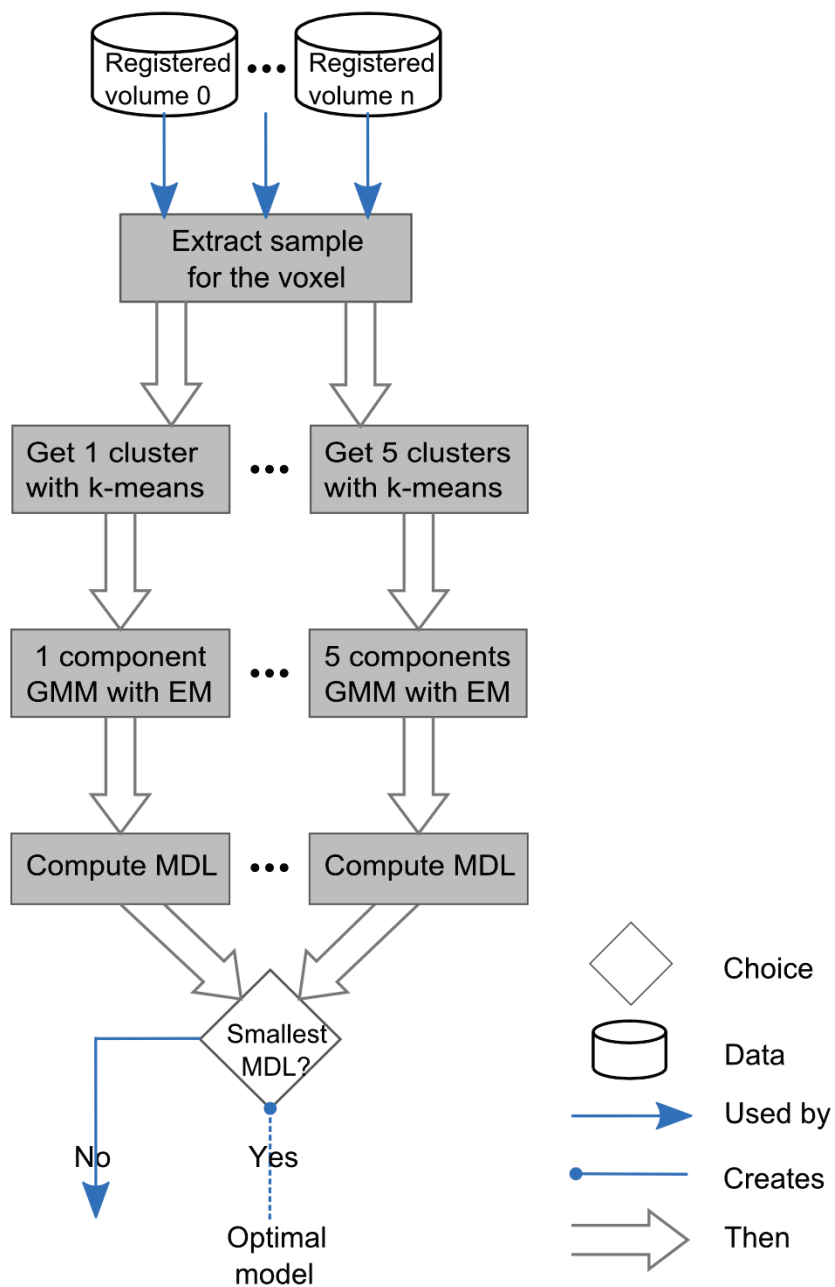 Registered
volume 0
•••
Registered
volume n
Extract sample
for the voxel
Get 1 cluster
with k-means
•••
Get 5 clusters
with k-means
1 component
GMM with EM
•••
5 components
GMM with EM
Compute MDL
•••
Compute MDL
Smallest
MDL?
No
Yes
Optimal
model
Choice
Data
Used by
Creates
Then